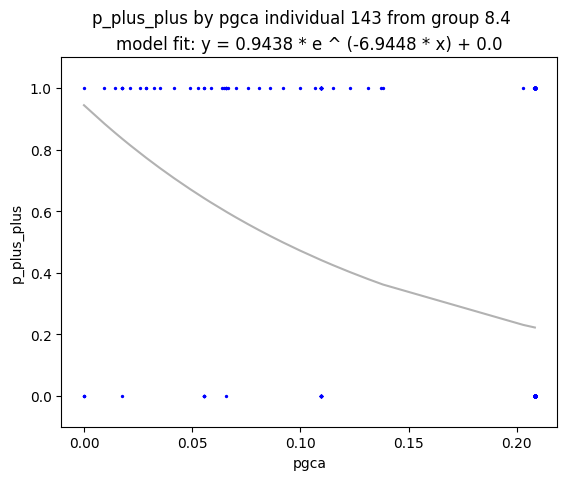 p_plus_plus by pgca individual 143 from group 8.4
model fit: y = 0.9438 * e ^ (-6.9448 * x) + 0.0
1.0
0.8
0.6
0.4
0.2
0.0
p_plus_plus
0.00 0.05 0.10 0.15 0.20
pgca